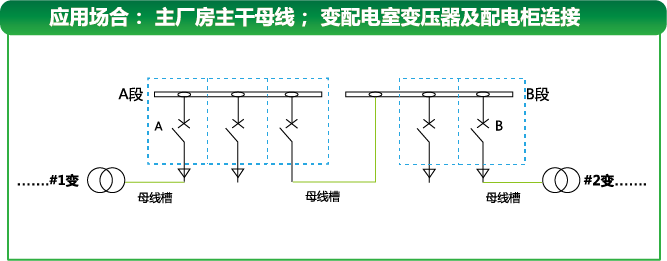 应用场合： 主厂房主干母线； 变配电室变压器及配电柜连接
A段
B段
A
B
.......#1变
#2变.......
母线槽
母线槽
母线槽